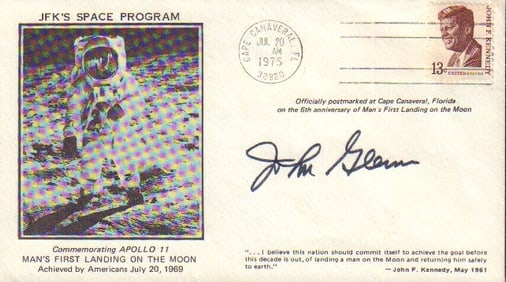 JFK'S SPACE PROGRAM
CAPE CANAVERAL, FL
JUL 20
AM
1975
32920
JOHN F. KENNEDY
13c
UNITED STATES
Officially postmarked at Cape Canaveral, Florida
on the 6th anniversary of Man's First Landing on the Moon
John Glenn
Commemorating APOLLO 11
MAN'S FIRST LANDING ON THE MOON
Achieved by Americans July 20, 1969
"... I believe this nation should commit itself to achieve the goal before
this decade is out, of landing a man on the Moon and returning him safely
to earth."
– John F. Kennedy, May 1961